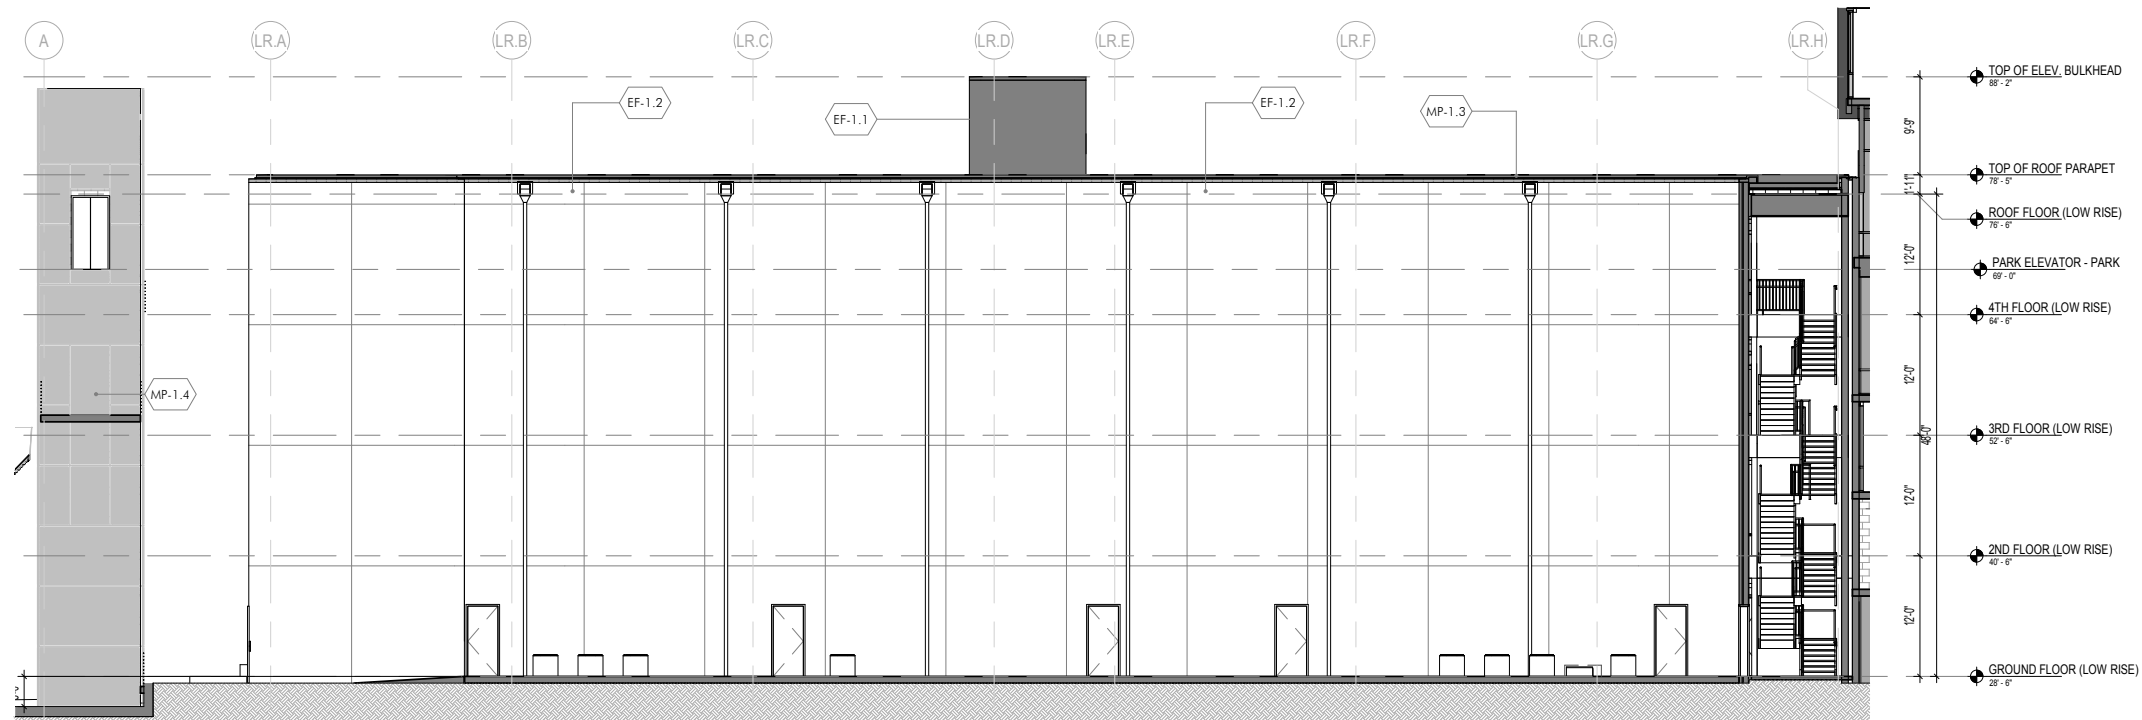 A
LR.A
LR.B
LR.C
LR.D
LR.E
LR.F
LR.G
LR.H
TOP OF ELEV. BULKHEAD
88' - 2"
EF-1.2
EF-1.1
EF-1.2
MP-1.3
9'-9"
TOP OF ROOF PARAPET
78' - 5"
1'-11"
ROOF FLOOR (LOW RISE)
76' - 6"
12'-0"
PARK ELEVATOR - PARK
69' - 0"
4TH FLOOR (LOW RISE)
64' - 6"
MP-1.4
12'-0"
3RD FLOOR (LOW RISE)
52' - 6"
48'-0"
12'-0"
2ND FLOOR (LOW RISE)
40' - 6"
12'-0"
GROUND FLOOR (LOW RISE)
28' - 6"